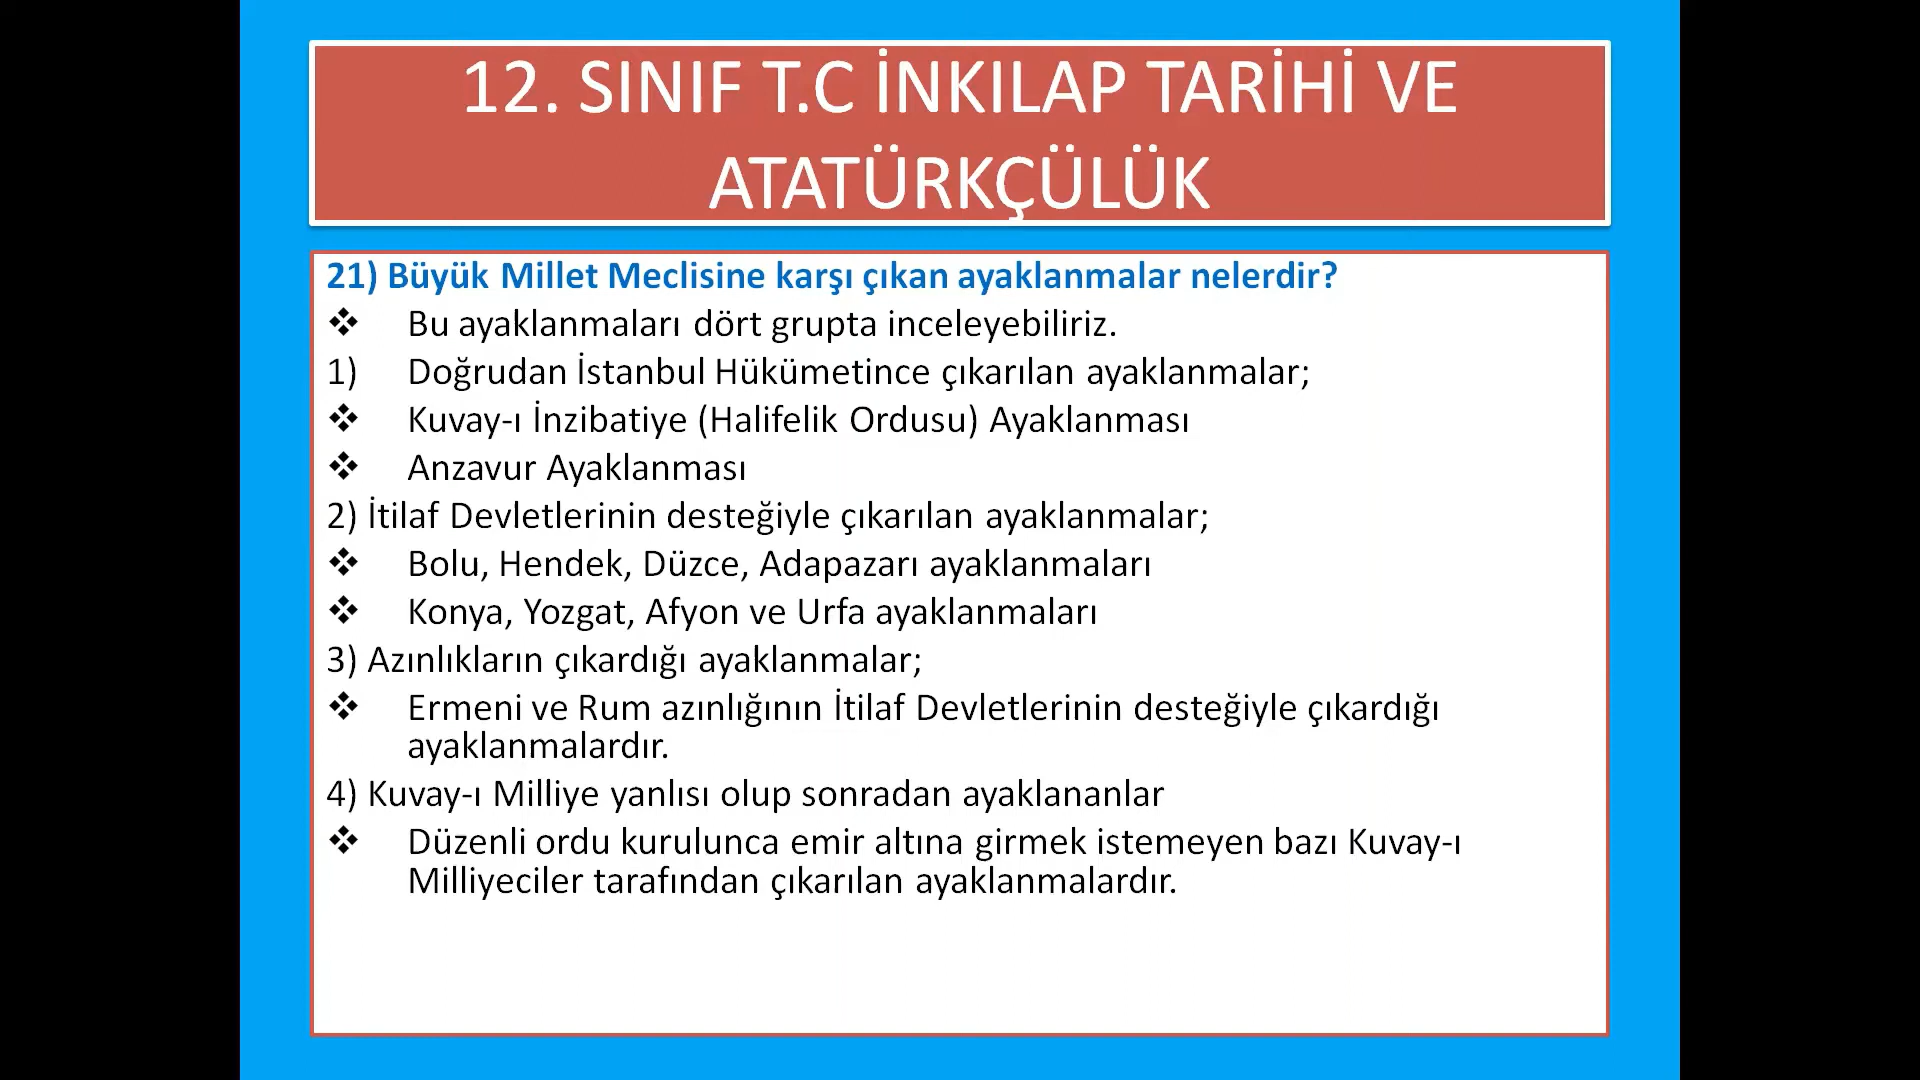 12. SINIF T.C İNKILAP TARİHİ VE
ATATÜRKÇÜLÜK
21) Büyük Millet Meclisine karşı çıkan ayaklanmalar nelerdir?
❖ Bu ayaklanmaları dört grupta inceleyebiliriz.
1) Doğrudan İstanbul Hükümetince çıkarılan ayaklanmalar;
❖ Kuvay-ı İnzibatiye (Halifelik Ordusu) Ayaklanması
❖ Anzavur Ayaklanması
2) İtilaf Devletlerinin desteğiyle çıkarılan ayaklanmalar;
❖ Bolu, Hendek, Düzce, Adapazarı ayaklanmaları
❖ Konya, Yozgat, Afyon ve Urfa ayaklanmaları
3) Azınlıkların çıkardığı ayaklanmalar;
❖ Ermeni ve Rum azınlığının İtilaf Devletlerinin desteğiyle çıkardığı
ayaklanmalardır.
4) Kuvay-ı Milliye yanlısı olup sonradan ayaklananlar
❖ Düzenli ordu kurulunca emir altına girmek istemeyen bazı Kuvay-ı
Milliyeciler tarafından çıkarılan ayaklanmalardır.